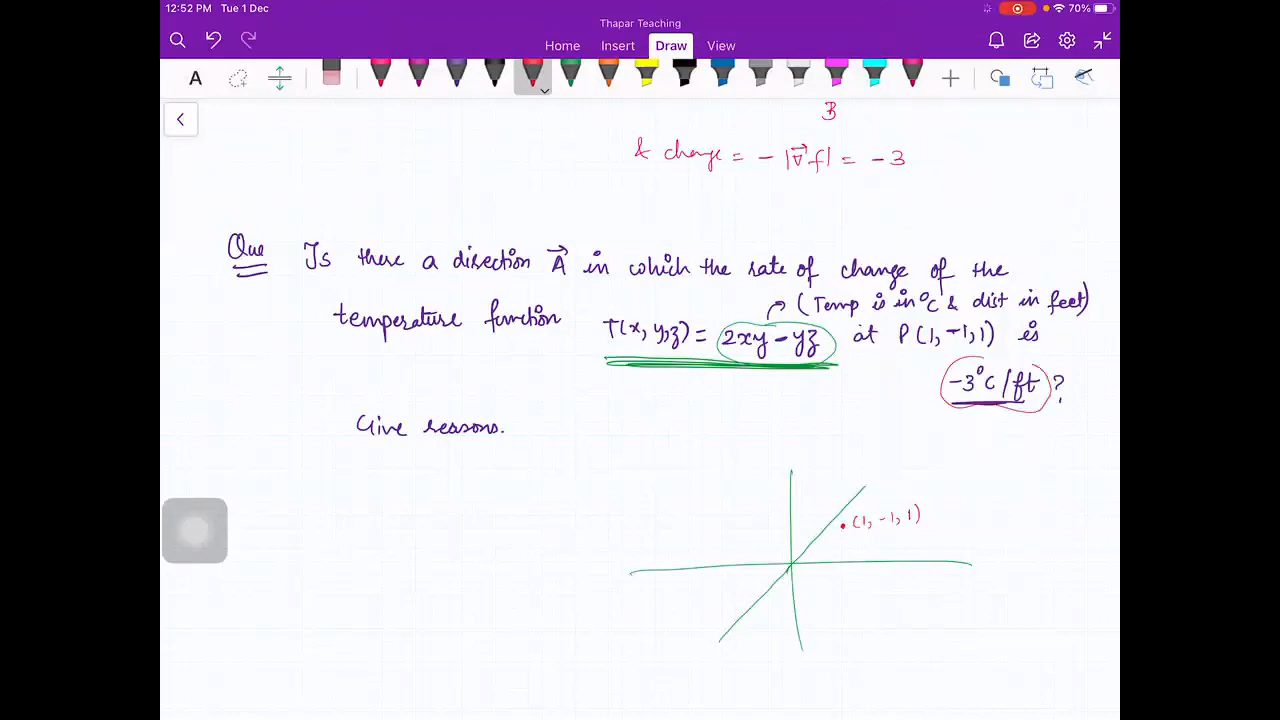 12:52 PM Tue 1 Dec
70%
Thapar Teaching
Home Insert Draw View
A
B
& change = - |∇⃗f| = -3
Que Is there a direction A⃗ in which the rate of change of the
temperature function T(x, y, z) = 2xy - yz at P(1, -1, 1) is
(Temp is in °C & dist in feet)
-3°C/ft ?
Give reasons.
(1, -1, 1)